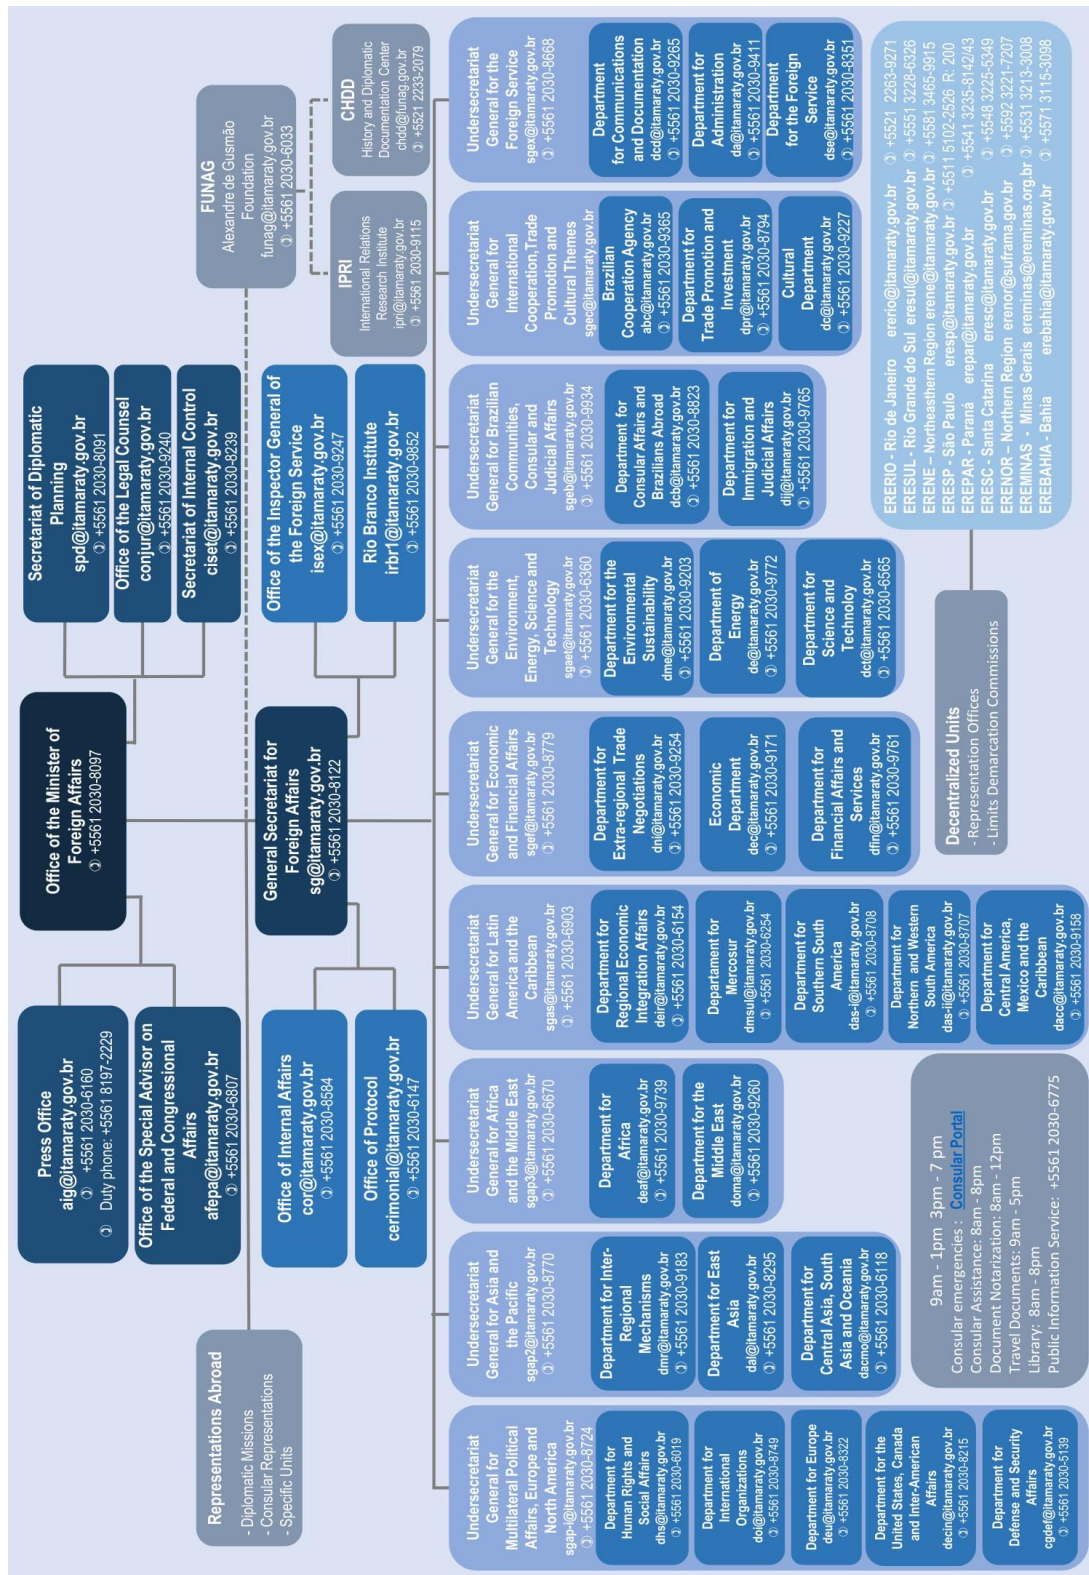 Office of the Minister of
Foreign Affairs
+5561 2030-8097
Press Office
aig@itamaraty.gov.br
+5561 2030-6160
Duty phone: +5561 8197-2229
Office of the Special Advisor on
Federal and Congressional
Affairs
afepa@itamaraty.gov.br
+5561 2030-6807
Secretariat of Diplomatic
Planning
spd@itamaraty.gov.br
+5561 2030-8091
Office of the Legal Counsel
conjur@itamaraty.gov.br
+5561 2030-9240
Secretariat of Internal Control
ciset@itamaraty.gov.br
+5561 2030-8239
Representations Abroad
- Diplomatic Missions
- Consular Representations
- Specific Units
FUNAG
Alexandre de Gusmão
Foundation
funag@itamaraty.gov.br
+5561 2030-6033
IPRI
International Relations
Research Institute
ipri@itamaraty.gov.br
+5561 2030-9115
CHDD
History and Diplomatic
Documentation Center
chdd@funag.gov.br
+5521 2233-2079
General Secretariat for
Foreign Affairs
sg@itamaraty.gov.br
+5561 2030-8122
Office of Internal Affairs
cor@itamaraty.gov.br
+5561 2030-8584
Office of Protocol
cerimonial@itamaraty.gov.br
+5561 2030-6147
Office of the Inspector General of
the Foreign Service
isex@itamaraty.gov.br
+5561 2030-9247
Rio Branco Institute
irbr1@itamaraty.gov.br
+5561 2030-9852
Undersecretariat
General for
Multilateral Political
Affairs, Europe and
North America
sgap-i@itamaraty.gov.br
+5561 2030-8724
Department for
Human Rights and
Social Affairs
dhs@itamaraty.gov.br
+5561 2030-6019
Department for
International
Organizations
doi@itamaraty.gov.br
+5561 2030-8749
Department for Europe
deu@itamaraty.gov.br
+5561 2030-8322
Department for the
United States, Canada
and Inter-American
Affairs
decin@itamaraty.gov.br
+5561 2030-8215
Department for
Defense and Security
Affairs
cgdef@itamaraty.gov.br
+5561 2030-5139
Undersecretariat
General for Asia and
the Pacific
sgap2@itamaraty.gov.br
+5561 2030-8770
Department for Inter-
Regional
Mechanisms
dmr@itamaraty.gov.br
+5561 2030-9183
Department for East
Asia
dal@itamaraty.gov.br
+5561 2030-8295
Department for
Central Asia, South
Asia and Oceania
dacmo@itamaraty.gov.br
+5561 2030-6118
Undersecretariat
General for Africa
and the Middle East
sgap3@itamaraty.gov.br
+5561 2030-6670
Department for
Africa
deaf@itamaraty.gov.br
+5561 2030-9739
Department for the
Middle East
doma@itamaraty.gov.br
+5561 2030-9260
Undersecretariat
General for Latin
America and the
Caribbean
sgas@itamaraty.gov.br
+5561 2030-6903
Department for
Regional Economic
Integration Affairs
deir@itamaraty.gov.br
+5561 2030-6154
Departament for
Mercosur
dmsul@itamaraty.gov.br
+5561 2030-6254
Department for
Southern South
America
das-i@itamaraty.gov.br
+5561 2030-8708
Department for
Northern and Western
South America
das-ii@itamaraty.gov.br
+5561 2030-8707
Department for
Central America,
Mexico and the
Caribbean
dacc@itamaraty.gov.br
+5561 2030-9158
Undersecretariat
General for Economic
and Financial Affairs
sgef@itamaraty.gov.br
+5561 2030-8779
Department for
Extra-regional Trade
Negotiations
dni@itamaraty.gov.br
+5561 2030-9254
Economic
Department
dec@itamaraty.gov.br
+5561 2030-9171
Department for
Financial Affairs and
Services
dfin@itamaraty.gov.br
+5561 2030-9761
Undersecretariat
General for the
Environment,
Energy, Science and
Technology
sgaet@itamaraty.gov.br
+5561 2030-6360
Department for the
Environmental
Sustainability
dme@itamaraty.gov.br
+5561 2030-9203
Department of
Energy
de@itamaraty.gov.br
+5561 2030-9772
Department for
Science and
Technoloy
dct@itamaraty.gov.br
+5561 2030-6565
Undersecretariat
General for Brazilian
Communities,
Consular and
Judicial Affairs
sgeb@itamaraty.gov.br
+5561 2030-9934
Department for
Consular Affairs and
Brazilians Abroad
dcb@itamaraty.gov.br
+5561 2030-8823
Department for
Immigration and
Judicial Affairs
dij@itamaraty.gov.br
+5561 2030-9765
Undersecretariat
General for
International
Cooperation,Trade
Promotion and
Cultural Themes
sgec@itamaraty.gov.br
Brazilian
Cooperation Agency
abc@itamaraty.gov.br
+5561 2030-9365
Department for
Trade Promotion and
Investment
dpr@itamaraty.gov.br
+5561 2030-8794
Cultural
Department
dc@itamaraty.gov.br
+5561 2030-9227
Undersecretariat
General for the
Foreign Service
sgex@itamaraty.gov.br
+5561 2030-8668
Department
for Communications
and Documentation
dcd@itamaraty.gov.br
+5561 2030-9265
Department for
Administration
da@itamaraty.gov.br
+5561 2030-9411
Department
for the Foreign
Service
dse@itamaraty.gov.br
+5561 2030-8351
9am - 1pm 3pm - 7 pm
Consular emergencies : Consular Portal
Consular Assistance: 8am - 8pm
Document Notarization: 8am - 12pm
Travel Documents: 9am - 5pm
Library: 8am - 8pm
Public Information Service: +5561 2030-6775
Decentralized Units
- Representation Offices
- Limits Demarcation Commissions
ERERIO - Rio de Janeiro ererio@itamaraty.gov.br +5521 2263-9271
ERESUL - Rio Grande do Sul eresul@itamaraty.gov.br +5551 3228-6326
ERENE – Northeasthern Region erene@itamaraty.gov.br +5581 3465-9915
ERESP - São Paulo eresp@itamaraty.gov.br +5511 5102-2526 R: 200
EREPAR - Paraná erepar@itamaraty.gov.br +5541 3235-814243
ERESC - Santa Catarina eresc@itamaraty.gov.br +5548 3225-5349
ERENOR – Northern Region erenor@suframa.gov.br +5592 3221-7207
EREMINAS - Minas Gerais ereminas@ereminas.org.br +5531 3213-3008
EREBAHIA - Bahia erebahia@itamaraty.gov.br +5571 3115-3098